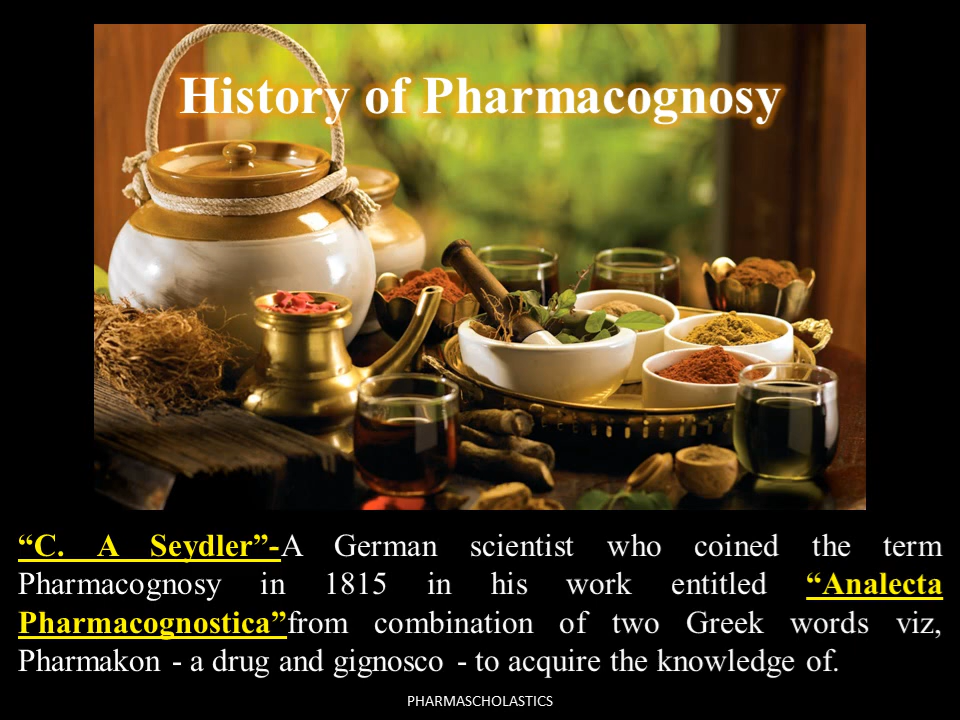 History of Pharmacognosy
“C. A Seydler”-A German scientist who coined the term
Pharmacognosy in 1815 in his work entitled “Analecta
Pharmacognostica”from combination of two Greek words viz,
Pharmakon - a drug and gignosco - to acquire the knowledge of.
PHARMASCHOLASTICS